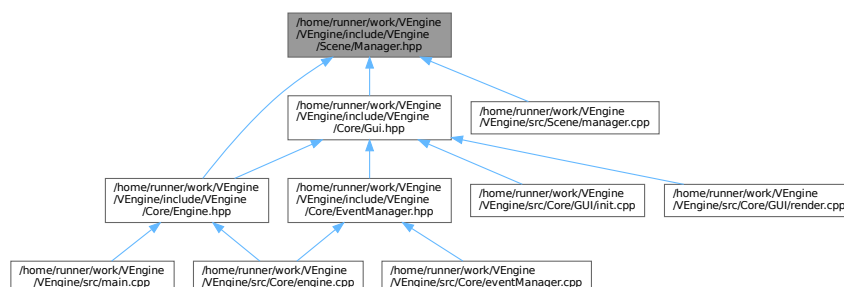 /home/runner/work/VEngine
/VEngine/include/VEngine
/Scene/Manager.hpp
/home/runner/work/VEngine
/VEngine/include/VEngine
/Core/Gui.hpp
/home/runner/work/VEngine
/VEngine/src/Scene/manager.cpp
/home/runner/work/VEngine
/VEngine/include/VEngine
/Core/Engine.hpp
/home/runner/work/VEngine
/VEngine/include/VEngine
/Core/EventManager.hpp
/home/runner/work/VEngine
/VEngine/src/Core/GUI/init.cpp
/home/runner/work/VEngine
/VEngine/src/Core/GUI/render.cpp
/home/runner/work/VEngine
/VEngine/src/main.cpp
/home/runner/work/VEngine
/VEngine/src/Core/engine.cpp
/home/runner/work/VEngine
/VEngine/src/Core/eventManager.cpp